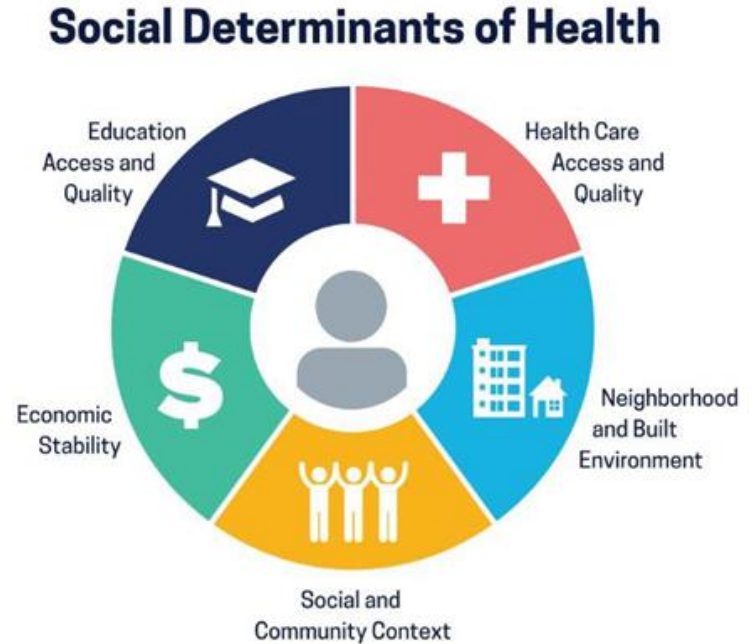 Social Determinants of Health
Education
Access and
Quality
Health Care
Access and
Quality
Economic
Stability
$
Neighborhood
and Built
Environment
Social and
Community Context